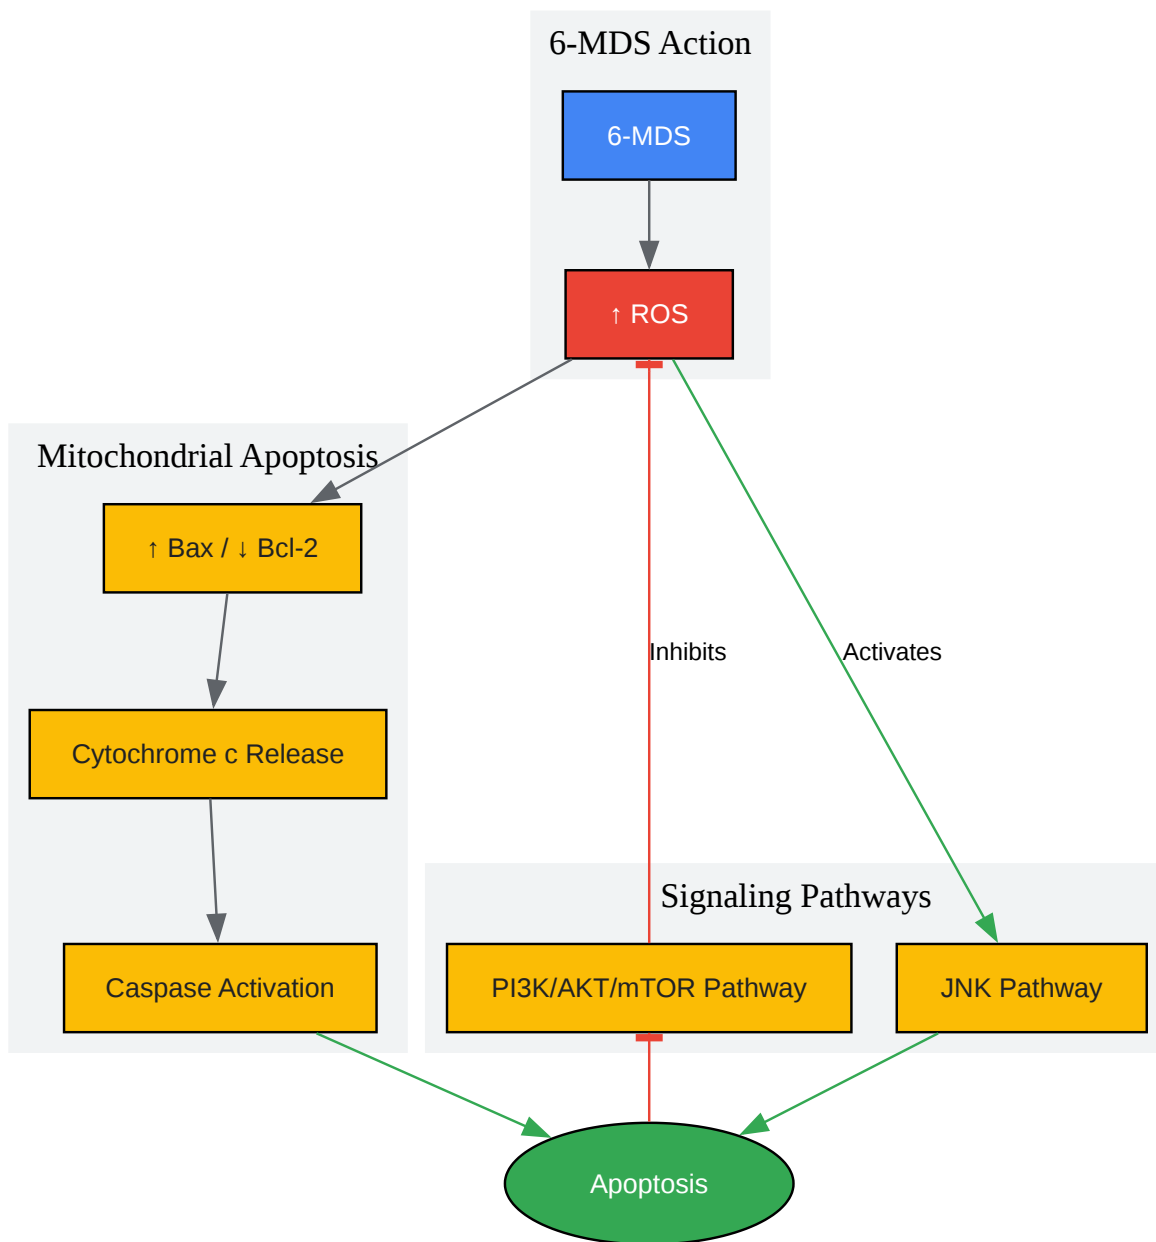 6-MDS Action
6-MDS
↑ ROS
Mitochondrial Apoptosis
↑ Bax / ↓ Bcl-2
Inhibits
Activates
Cytochrome c Release
Signaling Pathways
Caspase Activation
PI3K/AKT/mTOR Pathway
JNK Pathway
Apoptosis